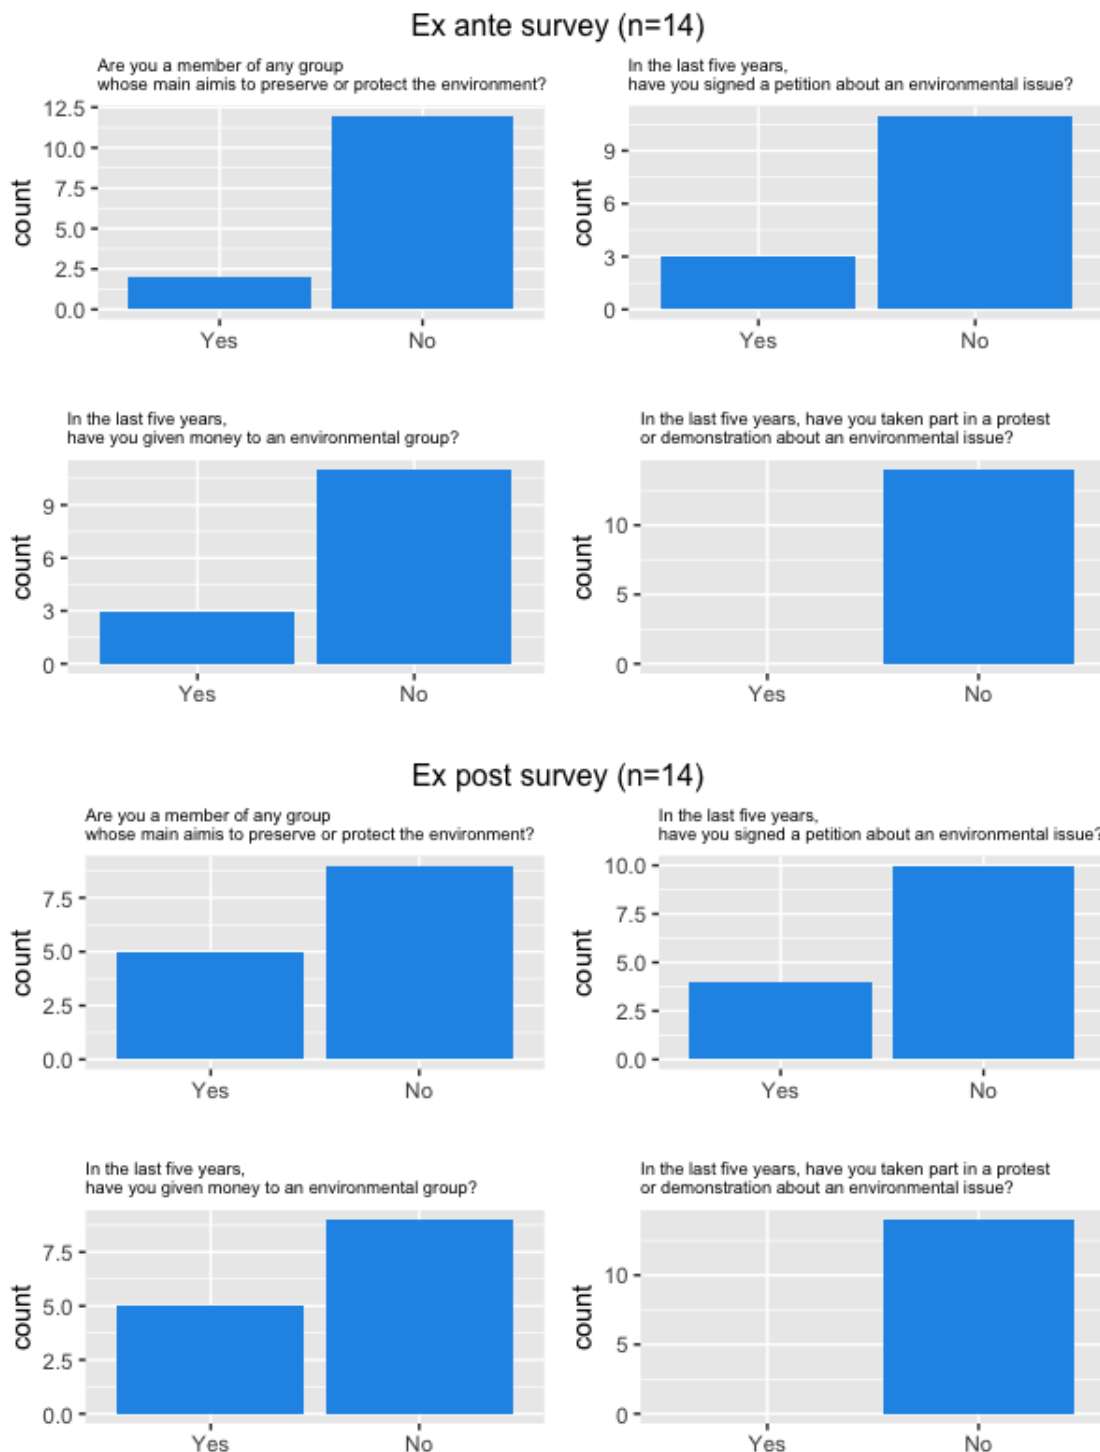 Ex ante survey (n=14)
Are you a member of any group
whose main aimis to preserve or protect the environment?
count
12.5
10.0
7.5
5.0
2.5
0.0
Yes No
In the last five years,
have you signed a petition about an environmental issue?
count
9
6
3
0
Yes No
In the last five years,
have you given money to an environmental group?
count
9
6
3
0
Yes No
In the last five years, have you taken part in a protest
or demonstration about an environmental issue?
count
10
5
0
Yes No
Ex post survey (n=14)
Are you a member of any group
whose main aimis to preserve or protect the environment?
count
7.5
5.0
2.5
0.0
Yes No
In the last five years,
have you signed a petition about an environmental issue?
count
10.0
7.5
5.0
2.5
0.0
Yes No
In the last five years,
have you given money to an environmental group?
count
7.5
5.0
2.5
0.0
Yes No
In the last five years, have you taken part in a protest
or demonstration about an environmental issue?
count
10
5
0
Yes No